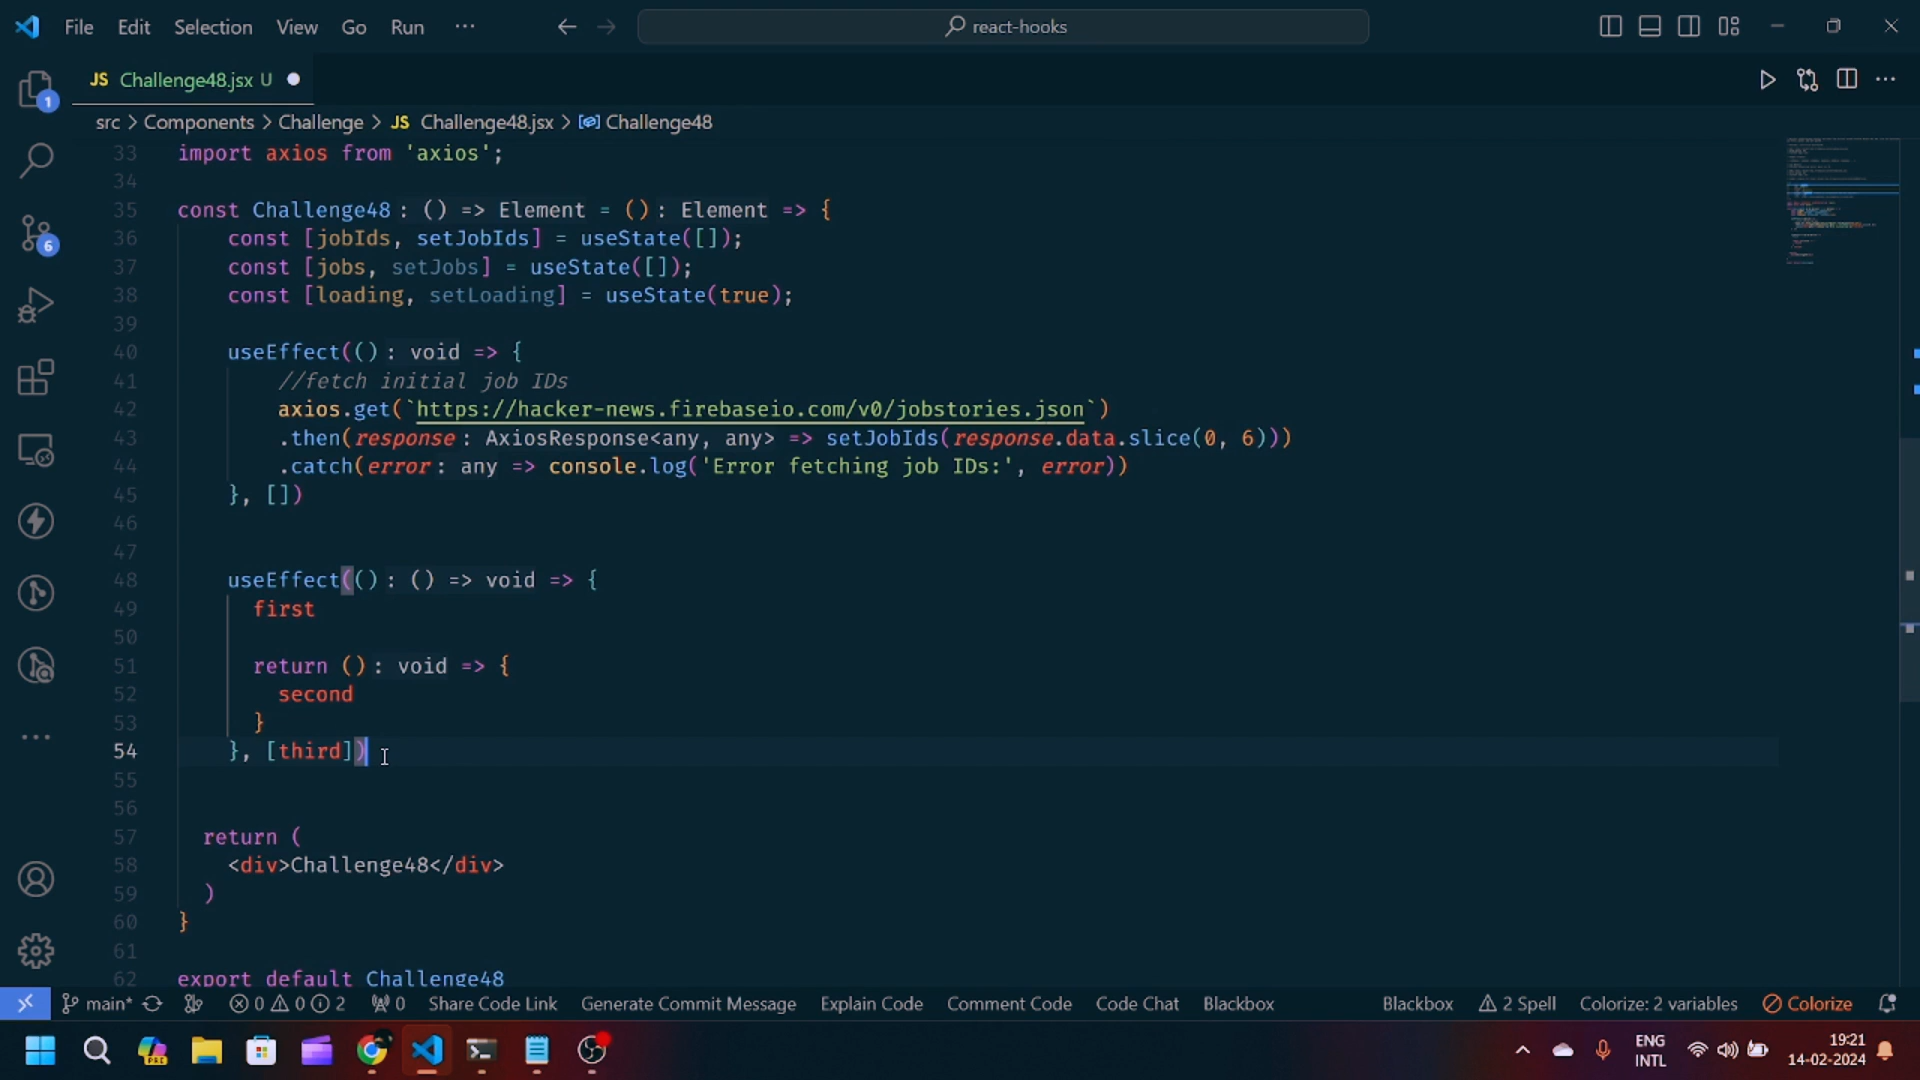 File Edit Selection View Go Run ··· react-hooks
JS Challenge48.jsx U
src > Components > Challenge > JS Challenge48.jsx > Challenge48
33 import axios from 'axios';
34
35 const Challenge48: () => Element = (): Element => {
36 const [jobIds, setJobIds] = useState([]);
37 const [jobs, setJobs] = useState([]);
38 const [loading, setLoading] = useState(true);
39
40 useEffect((): void => {
41 //fetch initial job IDs
42 axios.get(`https://hacker-news.firebaseio.com/v0/jobstories.json`)
43 .then(response: AxiosResponse<any, any> => setJobIds(response.data.slice(0, 6)))
44 .catch(error: any => console.log('Error fetching job IDs:', error))
45 }, [])
46
47
48 useEffect((): () => void => {
49 first
50
51 return (): void => {
52 second
53 }
54 }, [third])
55
56
57 return (
58 <div>Challenge48</div>
59 )
60 }
61
62 export default Challenge48
1
6
main* 0 0 2 0 Share Code Link Generate Commit Message Explain Code Comment Code Code Chat Blackbox Blackbox 2 Spell Colorize: 2 variables Colorize
PRE
ENG 19:21
INTL 14-02-2024